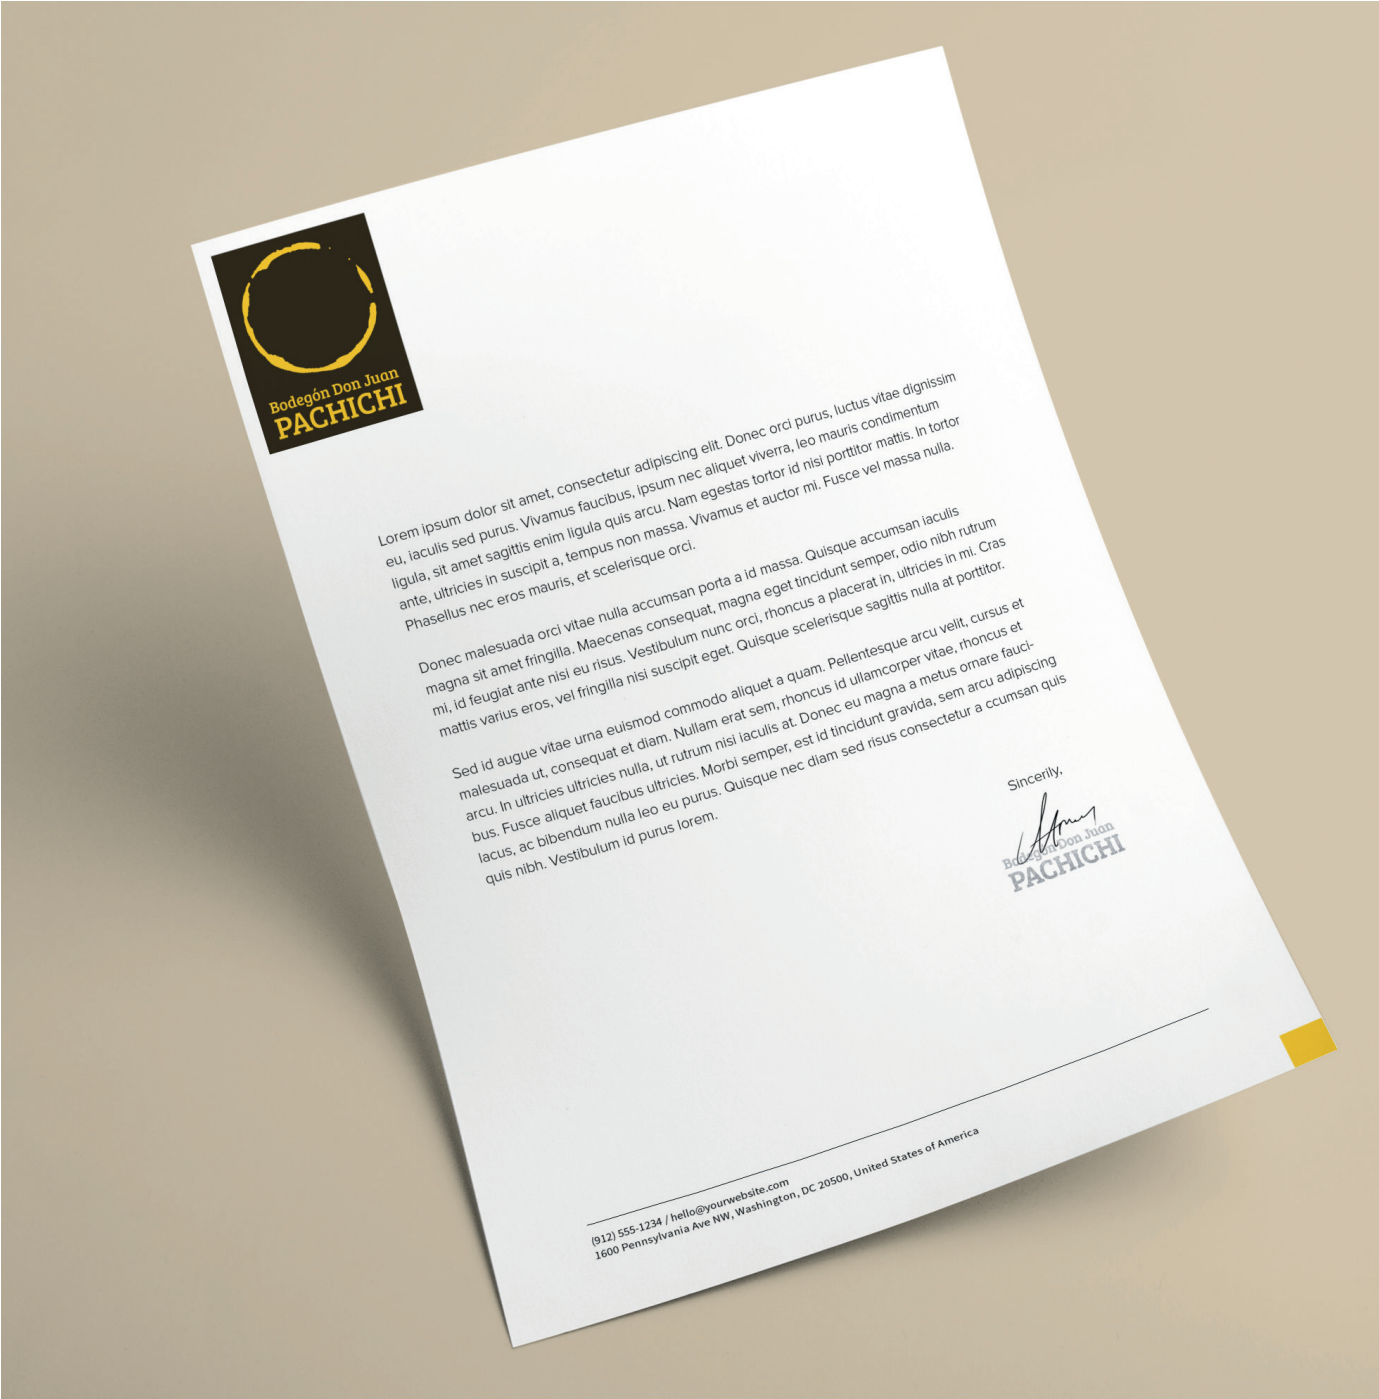 Bodegón Don Juan
PACHICHI
Lorem ipsum dolor sit amet, consectetur adipiscing elit. Donec orci purus, luctus vitae dignissim
eu, iaculis sed purus. Vivamus faucibus, ipsum nec aliquet viverra, leo mauris condimentum
ligula, sit amet sagittis enim ligula quis arcu. Nam egestas tortor id nisi porttitor mattis. In tortor
ante, ultricies in suscipit a, tempus non massa. Vivamus et auctor mi. Fusce vel massa nulla.
Phasellus nec eros mauris, et scelerisque orci.
Donec malesuada orci vitae nulla accumsan porta a id massa. Quisque accumsan iaculis
magna sit amet fringilla. Maecenas consequat, magna eget tincidunt semper, odio nibh rutrum
mi, id feugiat ante nisi eu risus. Vestibulum nunc orci, rhoncus a placerat in, ultricies in mi. Cras
mattis varius eros, vel fringilla nisi suscipit eget. Quisque scelerisque sagittis nulla at porttitor.
Sed id augue vitae urna euismod commodo aliquet a quam. Pellentesque arcu velit, cursus et
malesuada ut, consequat et diam. Nullam erat sem, rhoncus id ullamcorper vitae, rhoncus et
arcu. In ultricies ultricies nulla, ut rutrum nisi iaculis at. Donec eu magna a metus ornare fauci-
bus. Fusce aliquet faucibus ultricies. Morbi semper, est id tincidunt gravida, sem arcu adipiscing
lacus, ac bibendum nulla leo eu purus. Quisque nec diam sed risus consectetur a ccumsan quis
quis nibh. Vestibulum id purus lorem.
Sincerily,
Bodegón Don Juan
PACHICHI
(912) 555-1234 / hello@yourwebsite.com
1600 Pennsylvania Ave NW, Washington, DC 20500, United States of America